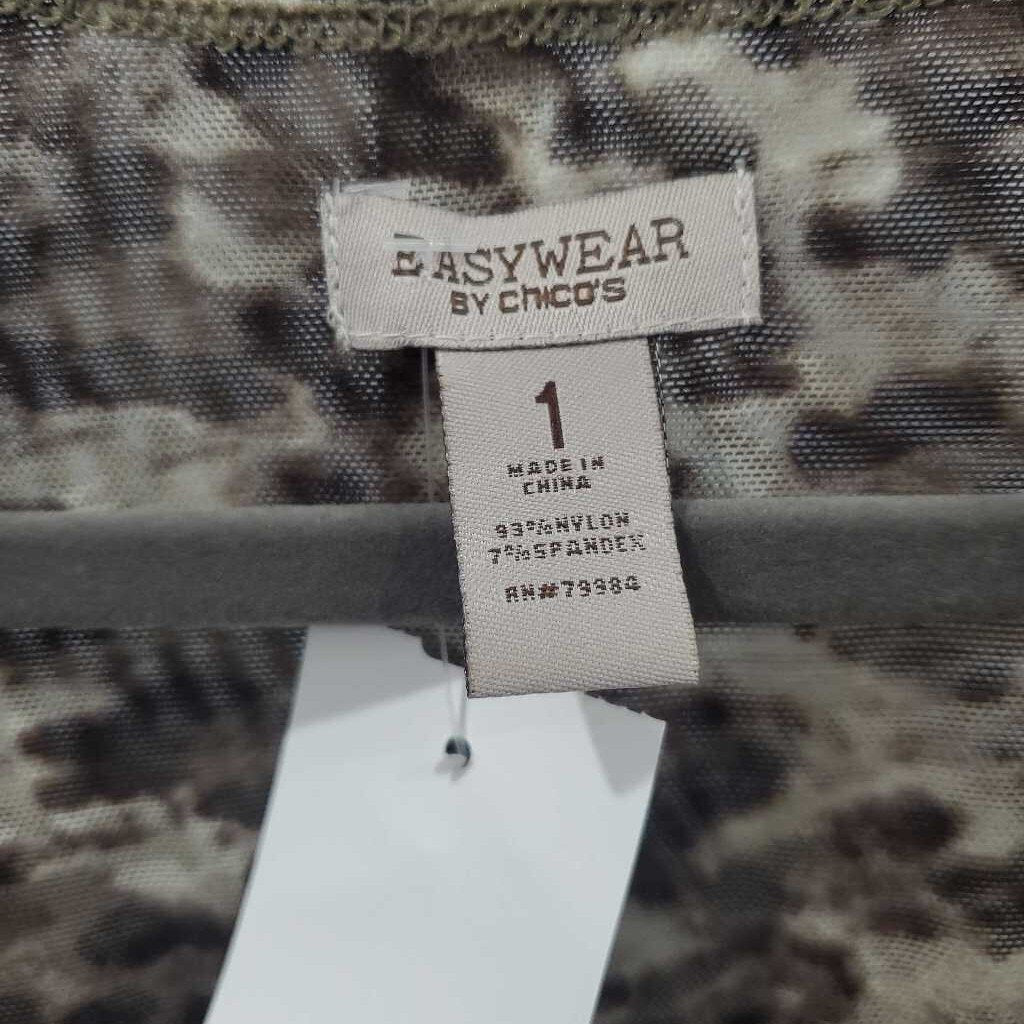 EASYWEAR
BY chico's
1
MADE IN
CHINA
93%NYLON
7%SPANDEX
RN#79984